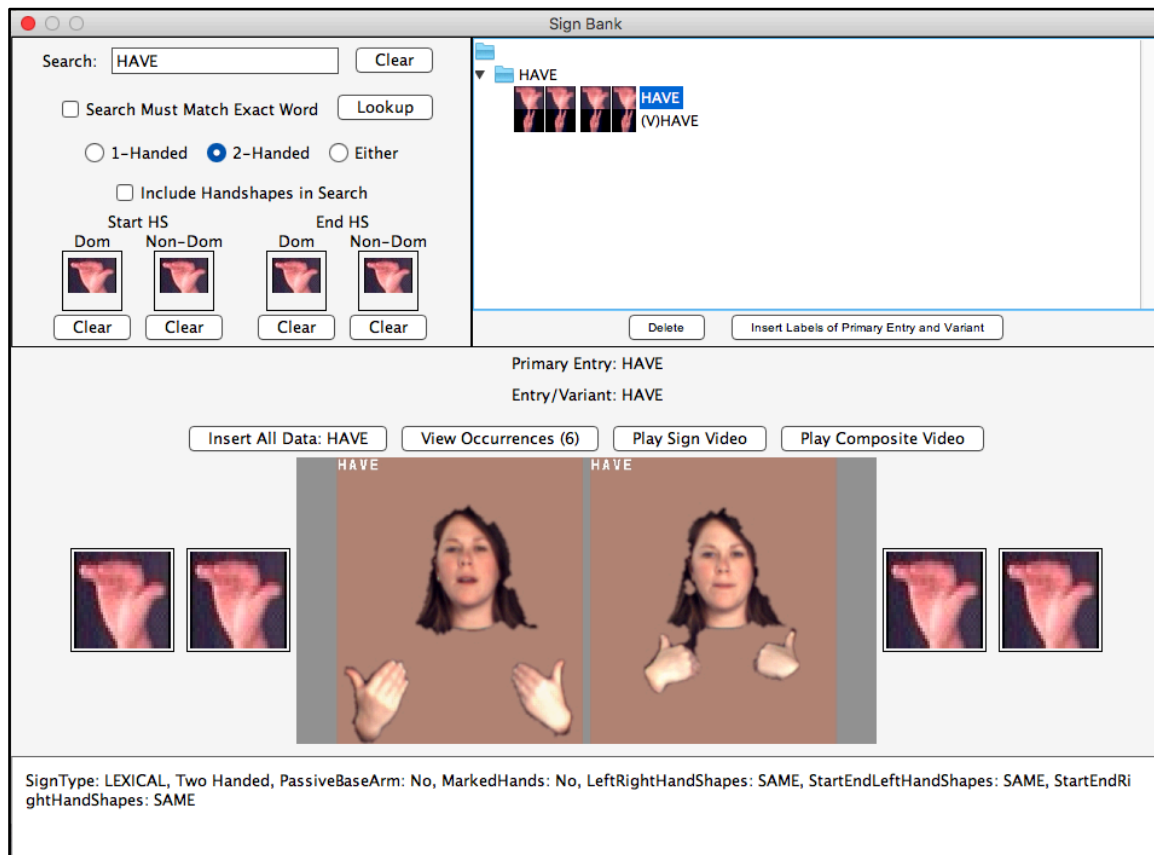 Sign Bank
Search: HAVE Clear
Search Must Match Exact Word Lookup
1-Handed 2-Handed Either
Include Handshapes in Search
Start HS End HS
Dom Non-Dom Dom Non-Dom
Clear Clear Clear Clear
HAVE
HAVE
(V)HAVE
Delete Insert Labels of Primary Entry and Variant
Primary Entry: HAVE
Entry/Variant: HAVE
Insert All Data: HAVE View Occurrences (6) Play Sign Video Play Composite Video
HAVE HAVE
SignType: LEXICAL, Two Handed, PassiveBaseArm: No, MarkedHands: No, LeftRightHandShapes: SAME, StartEndLeftHandShapes: SAME, StartEndRi
ghtHandShapes: SAME